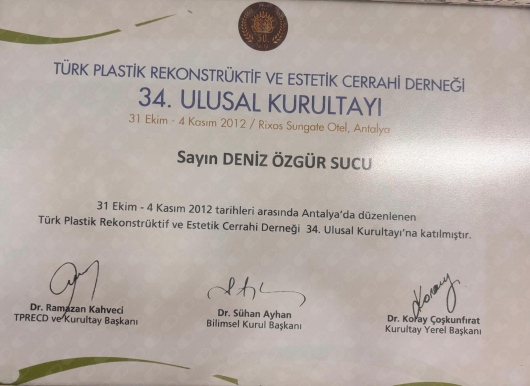 TÜRK PLASTİK REKONSTRÜKTİF VE ESTETİK CERRAHİ DERNEĞİ
34. ULUSAL KURULTAYI
31 Ekim - 4 Kasım 2012 / Rixos Sungate Otel, Antalya
Sayın DENİZ ÖZGÜR SUCU
31 Ekim - 4 Kasım 2012 tarihleri arasında Antalya'da düzenlenen
Türk Plastik Rekonstrüktif ve Estetik Cerrahi Derneği 34. Ulusal Kurultayı'na katılmıştır.
Dr. Ramazan Kahveci
TPRECD ve Kurultay Başkanı
Dr. Sühan Ayhan
Bilimsel Kurul Başkanı
Dr. Koray Çoşkunfırat
Kurultay Yerel Başkanı